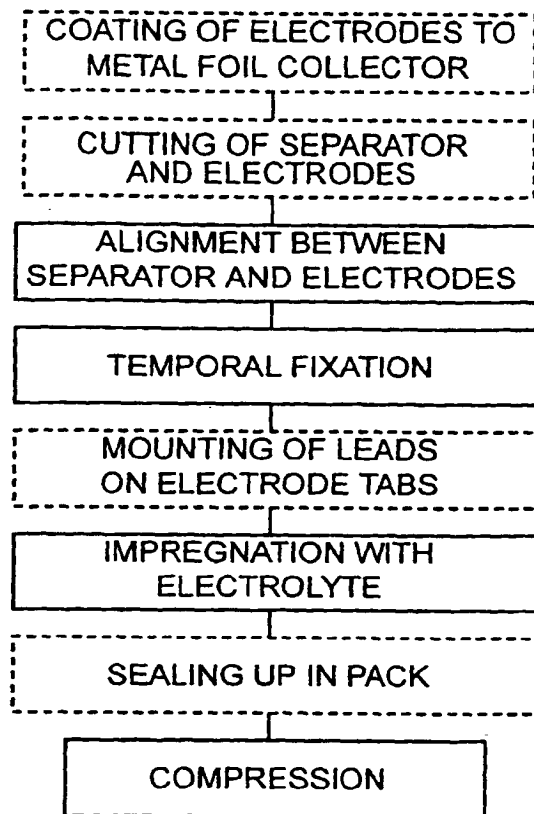 COATING OF ELECTRODES TO
METAL FOIL COLLECTOR
CUTTING OF SEPARATOR
AND ELECTRODES
ALIGNMENT BETWEEN
SEPARATOR AND ELECTRODES
TEMPORAL FIXATION
MOUNTING OF LEADS
ON ELECTRODE TABS
IMPREGNATION WITH
ELECTROLYTE
SEALING UP IN PACK
COMPRESSION